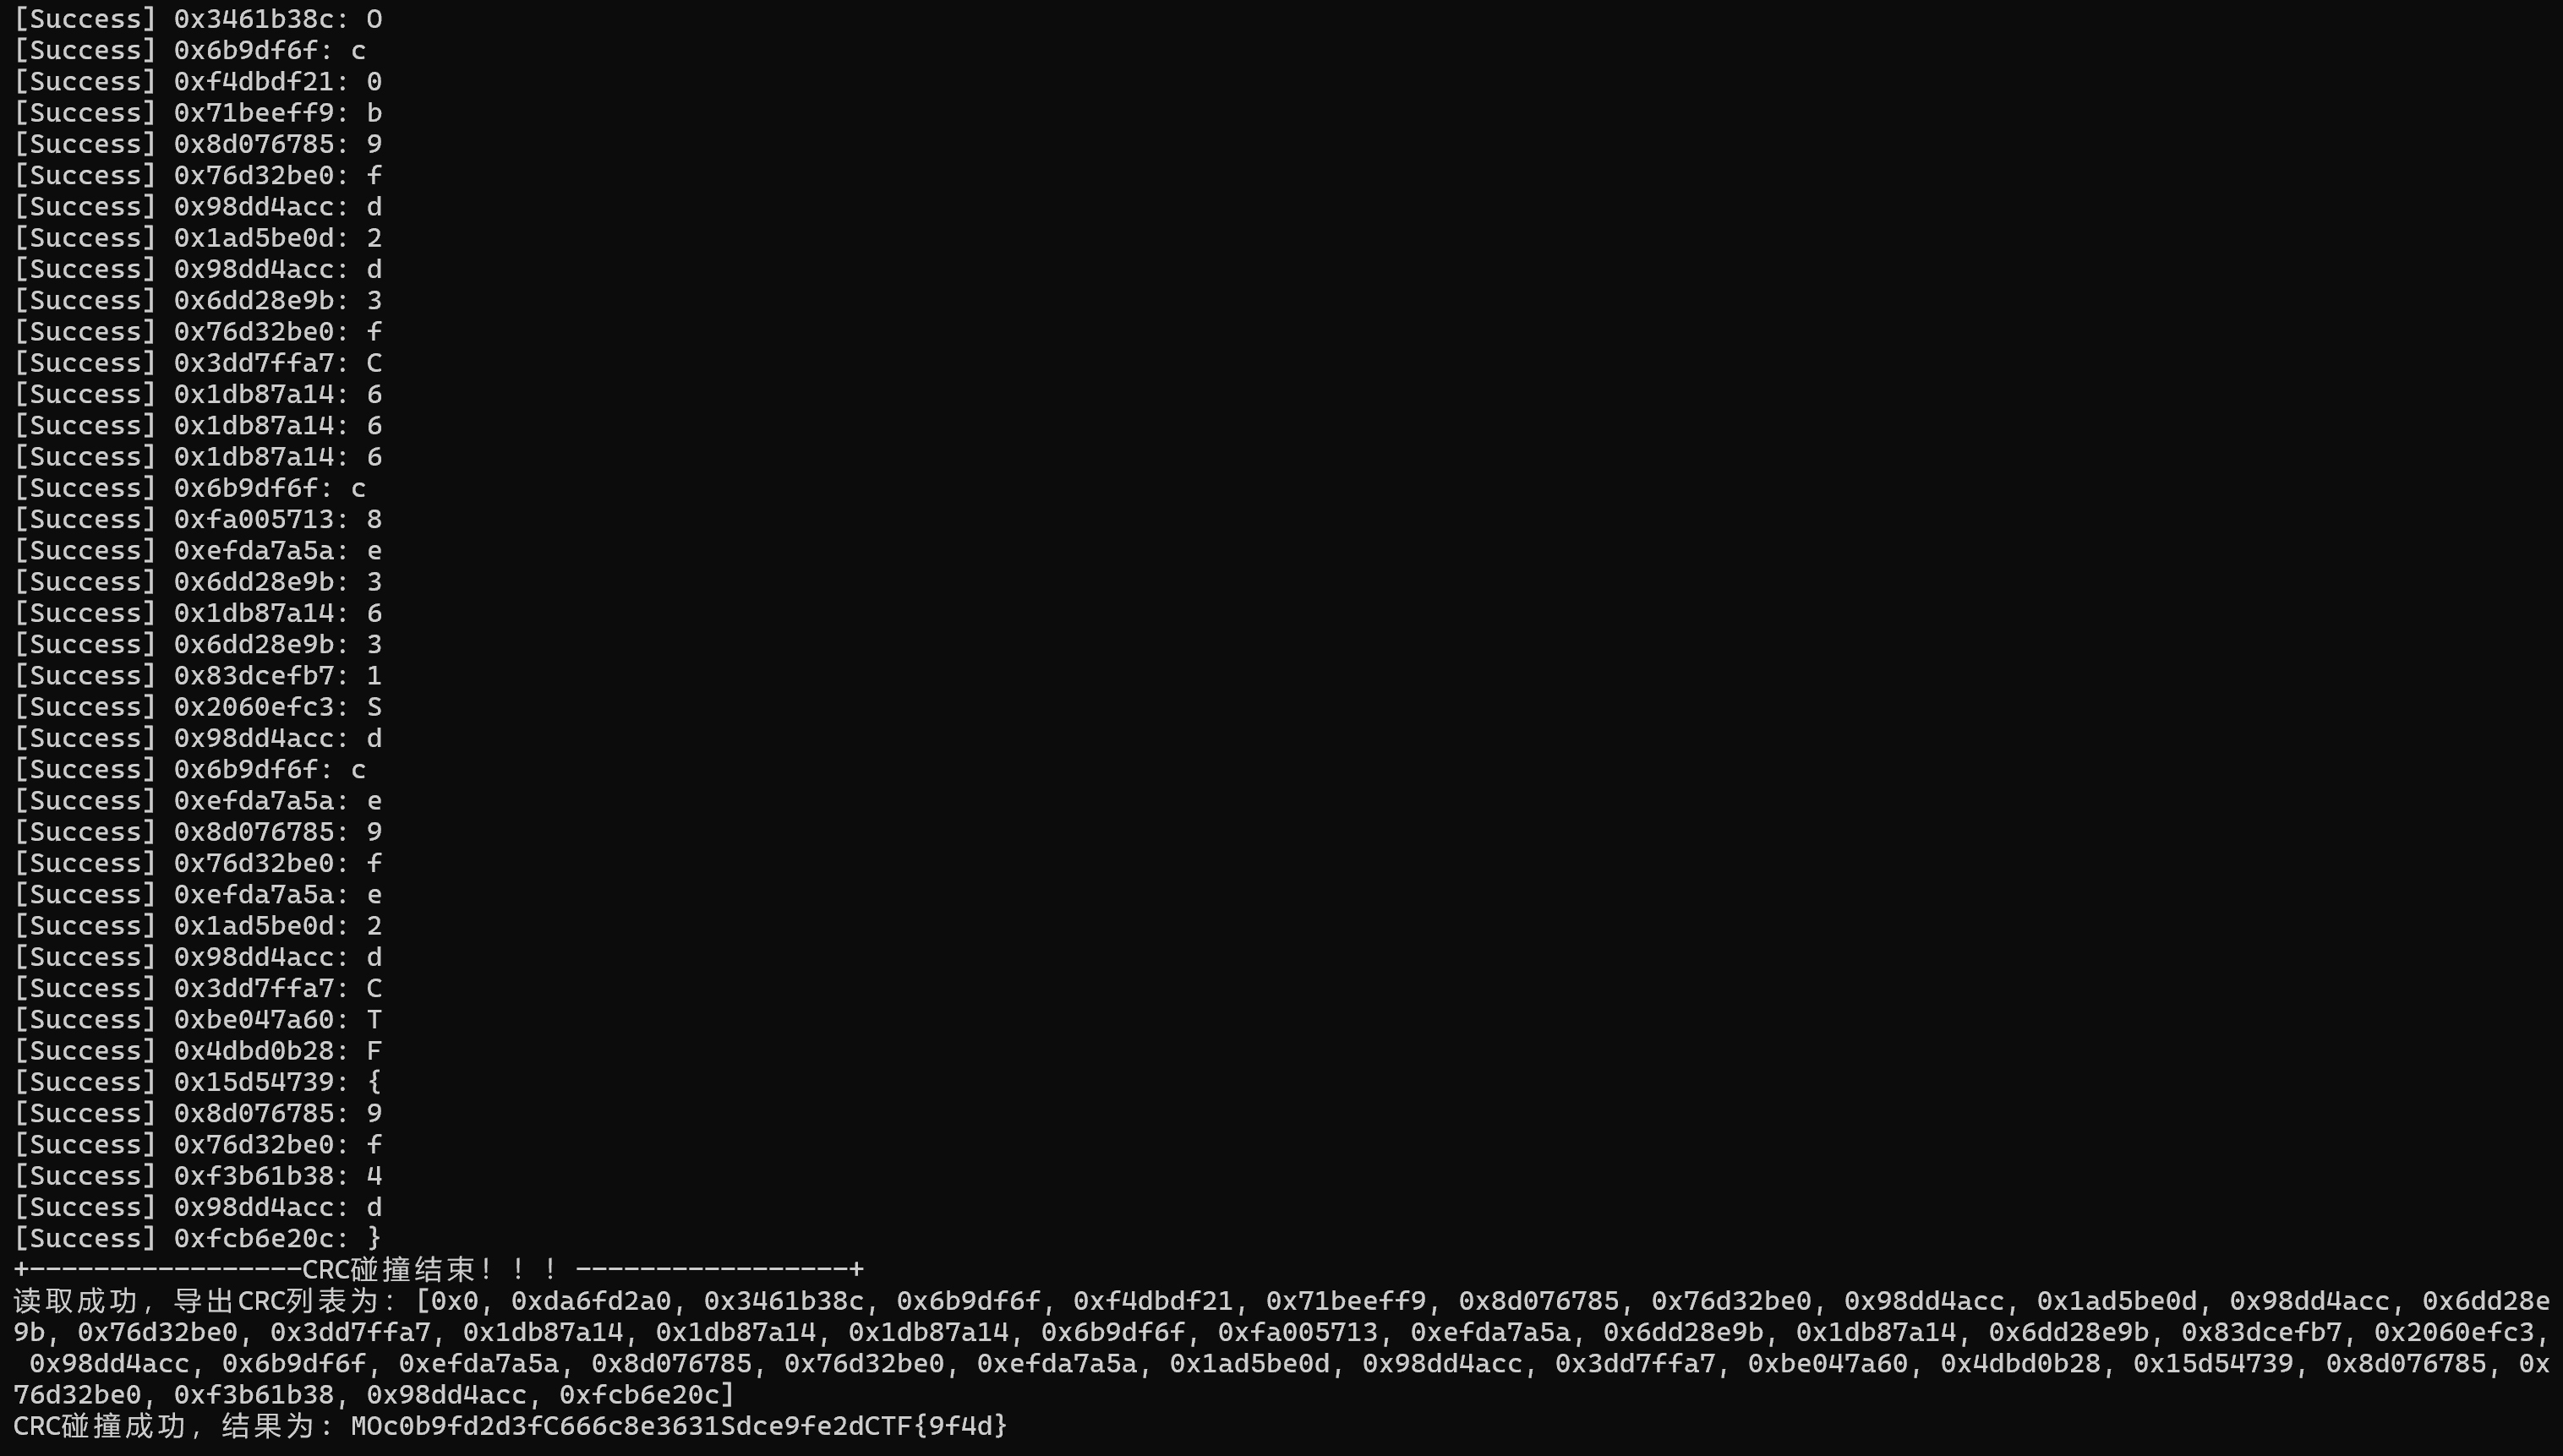 [Success] 0x3461b38c: O
[Success] 0x6b9df6f: c
[Success] 0xf4dbdf21: 0
[Success] 0x71beeff9: b
[Success] 0x8d076785: 9
[Success] 0x76d32be0: f
[Success] 0x98dd4acc: d
[Success] 0x1ad5be0d: 2
[Success] 0x98dd4acc: d
[Success] 0x6dd28e9b: 3
[Success] 0x76d32be0: f
[Success] 0x3dd7ffa7: C
[Success] 0x1db87a14: 6
[Success] 0x1db87a14: 6
[Success] 0x1db87a14: 6
[Success] 0x6b9df6f: c
[Success] 0xfa005713: 8
[Success] 0xefda7a5a: e
[Success] 0x6dd28e9b: 3
[Success] 0x1db87a14: 6
[Success] 0x6dd28e9b: 3
[Success] 0x83dcefb7: 1
[Success] 0x2060efc3: S
[Success] 0x98dd4acc: d
[Success] 0x6b9df6f: c
[Success] 0xefda7a5a: e
[Success] 0x8d076785: 9
[Success] 0x76d32be0: f
[Success] 0xefda7a5a: e
[Success] 0x1ad5be0d: 2
[Success] 0x98dd4acc: d
[Success] 0x3dd7ffa7: C
[Success] 0xbe047a60: T
[Success] 0x4dbd0b28: F
[Success] 0x15d54739: {
[Success] 0x8d076785: 9
[Success] 0x76d32be0: f
[Success] 0xf3b61b38: 4
[Success] 0x98dd4acc: d
[Success] 0xfcb6e20c: }
+-----------------CRC碰撞结束！！！-----------------+
读取成功，导出CRC列表为：[0x0, 0xda6fd2a0, 0x3461b38c, 0x6b9df6f, 0xf4dbdf21, 0x71beeff9, 0x8d076785, 0x76d32be0, 0x98dd4acc, 0x1ad5be0d, 0x98dd4acc, 0x6dd28e
9b, 0x76d32be0, 0x3dd7ffa7, 0x1db87a14, 0x1db87a14, 0x1db87a14, 0x6b9df6f, 0xfa005713, 0xefda7a5a, 0x6dd28e9b, 0x1db87a14, 0x6dd28e9b, 0x83dcefb7, 0x2060efc3,
0x98dd4acc, 0x6b9df6f, 0xefda7a5a, 0x8d076785, 0x76d32be0, 0xefda7a5a, 0x1ad5be0d, 0x98dd4acc, 0x3dd7ffa7, 0xbe047a60, 0x4dbd0b28, 0x15d54739, 0x8d076785, 0x
76d32be0, 0xf3b61b38, 0x98dd4acc, 0xfcb6e20c]
CRC碰撞成功，结果为：MOc0b9fd2d3fC666c8e3631Sdce9fe2dCTF{9f4d}